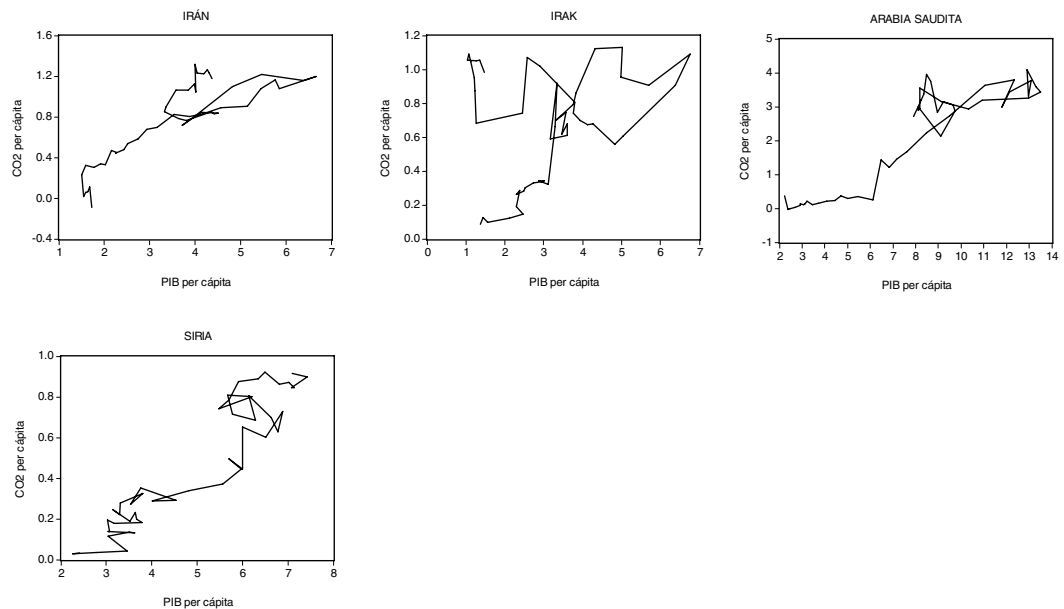 IRÁN
1.6
1.2
0.8
0.4
0.0
-0.4
CO2 per cápita
1 2 3 4 5 6 7
PIB per cápita
IRAK
1.2
1.0
0.8
0.6
0.4
0.2
0.0
CO2 per cápita
0 1 2 3 4 5 6 7
PIB per cápita
ARABIA SAUDITA
5
4
3
2
1
0
-1
CO2 per cápita
2 3 4 5 6 7 8 9 10 11 12 13 14
PIB per cápita
SIRIA
1.0
0.8
0.6
0.4
0.2
0.0
CO2 per cápita
2 3 4 5 6 7 8
PIB per cápita